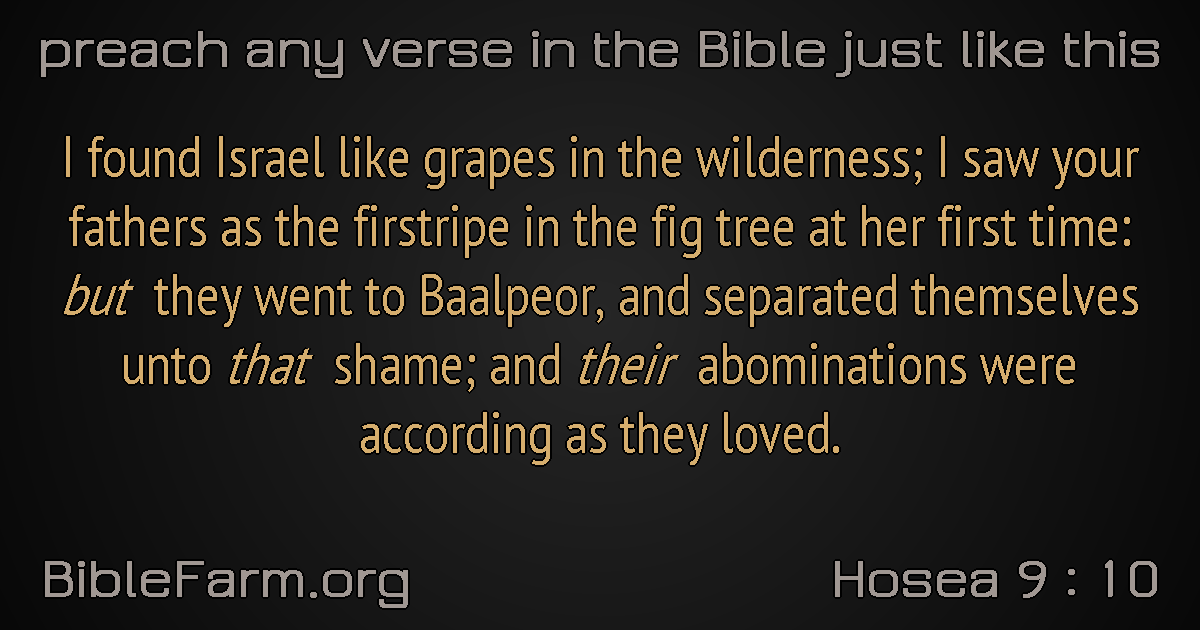 preach any verse in the Bible just like this
I found Israel like grapes in the wilderness; I saw your
fathers as the firstripe in the fig tree at her first time:
but they went to Baalpeor, and separated themselves
unto that shame; and their abominations were
according as they loved.
BibleFarm.org
Hosea 9 : 10